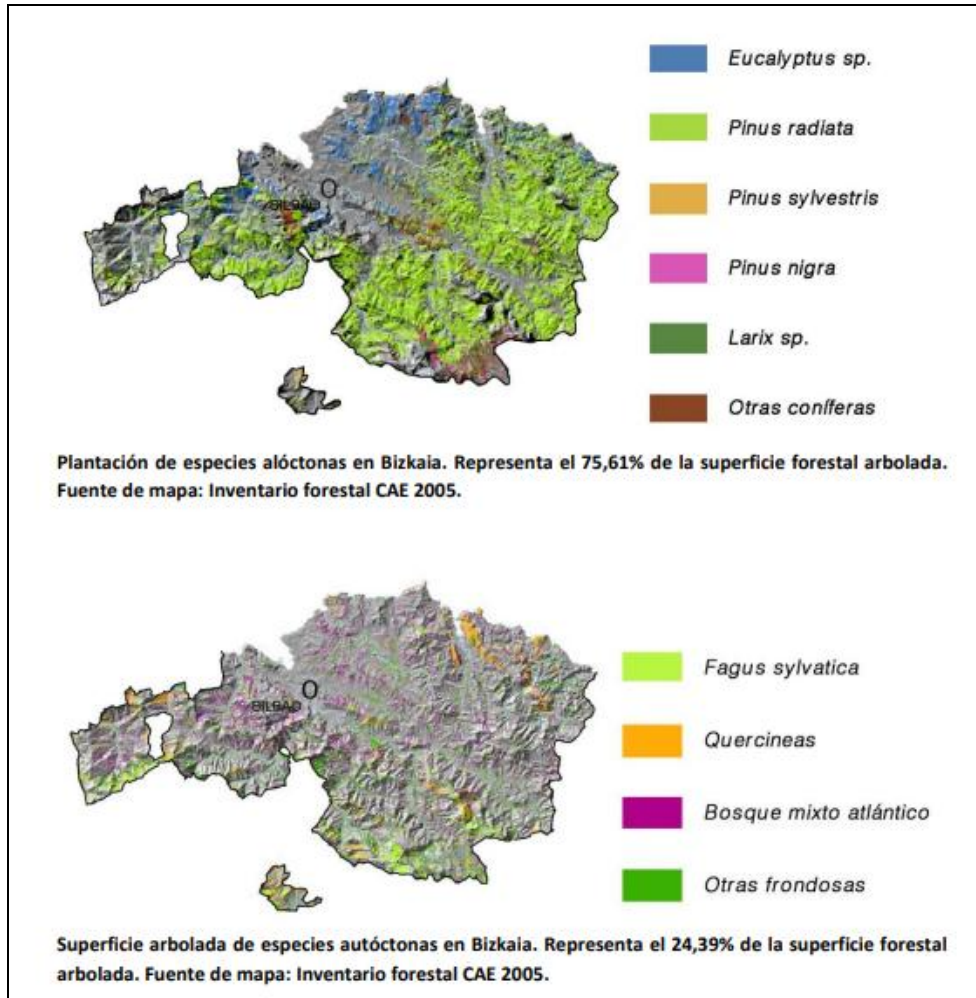 Eucalyptus sp.
Pinus radiata
Pinus sylvestris
Pinus nigra
Larix sp.
Otras coníferas
BILBAO
Plantación de especies alóctonas en Bizkaia. Representa el 75,61% de la superficie forestal arbolada.
Fuente de mapa: Inventario forestal CAE 2005.
Fagus sylvatica
Quercineas
Bosque mixto atlántico
Otras frondosas
BILBAO
Superficie arbolada de especies autóctonas en Bizkaia. Representa el 24,39% de la superficie forestal
arbolada. Fuente de mapa: Inventario forestal CAE 2005.